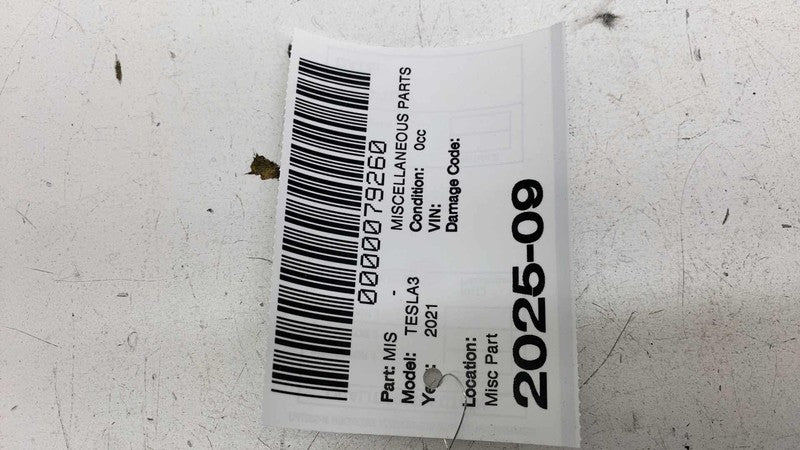 0000079260
Part: MIS - MISCELLANEOUS PARTS
Model: TESLA3 Condition: 0cc
2021 VIN:
Damage Code:
Location:
Misc Part
2025-09